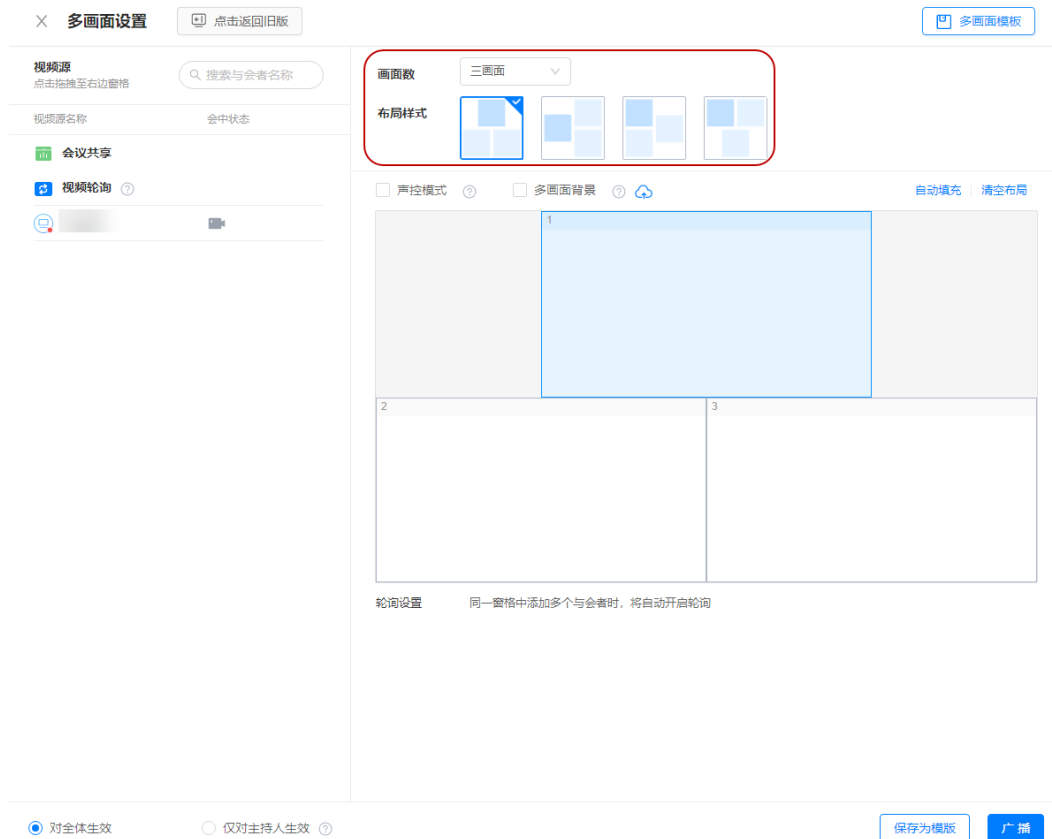 多画面设置
点击返回旧版
多画面模板
视频源
点击拖拽至右边窗格
搜索与会者名称
视频源名称
会中状态
会议共享
视频轮询
画面数
三画面
布局样式
声控模式
多画面背景
自动填充
清空布局
1
2
3
轮询设置
同一窗格中添加多个与会者时，将自动开启轮询
对全体生效
仅对主持人生效
保存为模版
广播